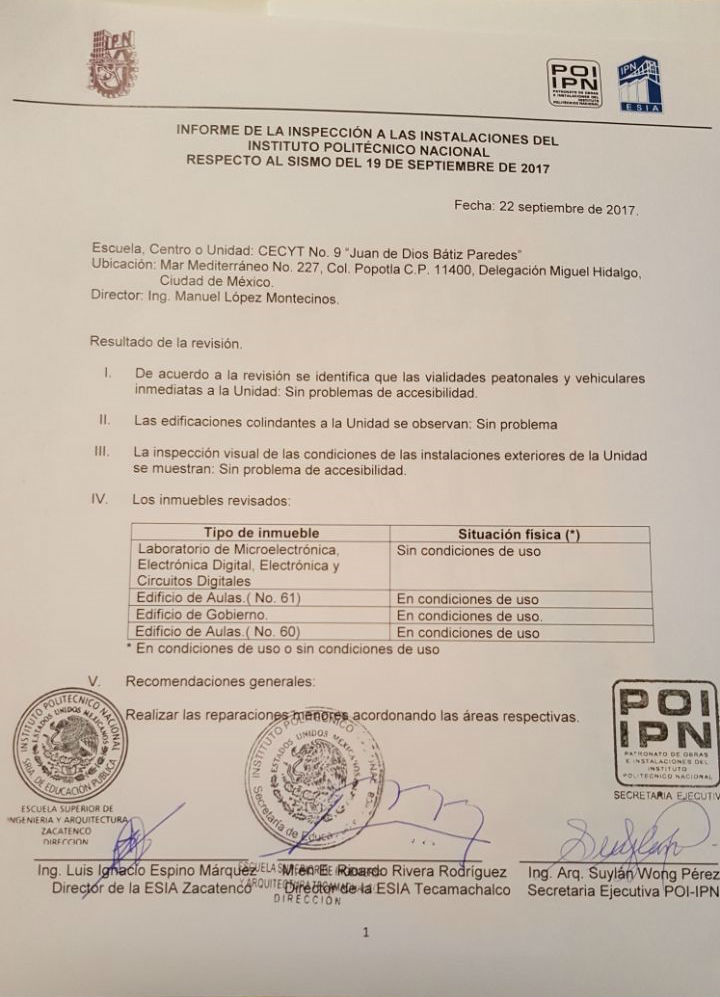 IPN
POI
IPN
PATRONATO DE OBRAS
E INSTALACIONES DEL
INSTITUTO
POLITÉCNICO NACIONAL
IPN
ESIA
INFORME DE LA INSPECCIÓN A LAS INSTALACIONES DEL
INSTITUTO POLITÉCNICO NACIONAL
RESPECTO AL SISMO DEL 19 DE SEPTIEMBRE DE 2017
Fecha: 22 septiembre de 2017.
Escuela, Centro o Unidad: CECYT No. 9 "Juan de Dios Bátiz Paredes"
Ubicación: Mar Mediterráneo No. 227, Col. Popotla C.P. 11400, Delegación Miguel Hidalgo,
Ciudad de México.
Director: Ing. Manuel López Montecinos.
Resultado de la revisión.
I. De acuerdo a la revisión se identifica que las vialidades peatonales y vehiculares
inmediatas a la Unidad: Sin problemas de accesibilidad.
II. Las edificaciones colindantes a la Unidad se observan: Sin problema
III. La inspección visual de las condiciones de las instalaciones exteriores de la Unidad
se muestran: Sin problema de accesibilidad.
IV. Los inmuebles revisados:
Tipo de inmueble Situación física (*)
Laboratorio de Microelectrónica, Sin condiciones de uso
Electrónica Digital, Electrónica y
Circuitos Digitales
Edificio de Aulas.( No. 61) En condiciones de uso
Edificio de Gobierno. En condiciones de uso.
Edificio de Aulas.( No. 60) En condiciones de uso
* En condiciones de uso o sin condiciones de uso
V. Recomendaciones generales:
Realizar las reparaciones menores acordonando las áreas respectivas.
INSTITUTO POLITECNICO NACIONAL
ESTADOS UNIDOS MEXICANOS
SRIA. DE EDUCACIÓN PÚBLICA
ESCUELA SUPERIOR DE
INGENIERIA Y ARQUITECTURA
ZACATENCO
DIRECCION
INSTITUTO POLITECNICO
ESTADOS UNIDOS MEXICANOS
Secretaría de Educa
POI
IPN
PATRONATO DE OBRAS
E INSTALACIONES DEL
INSTITUTO
POLITÉCNICO NACIONAL
SECRETARIA EJECUTIV
Ing. Luis Ignacio Espino Márquez M en E. Ricardo Rivera Rodríguez Ing. Arq. Suylán Wong Pérez
Director de la ESIA Zacatenco Director de la ESIA Tecamachalco Secretaria Ejecutiva POI-IPN
DIRECCIÓN
1